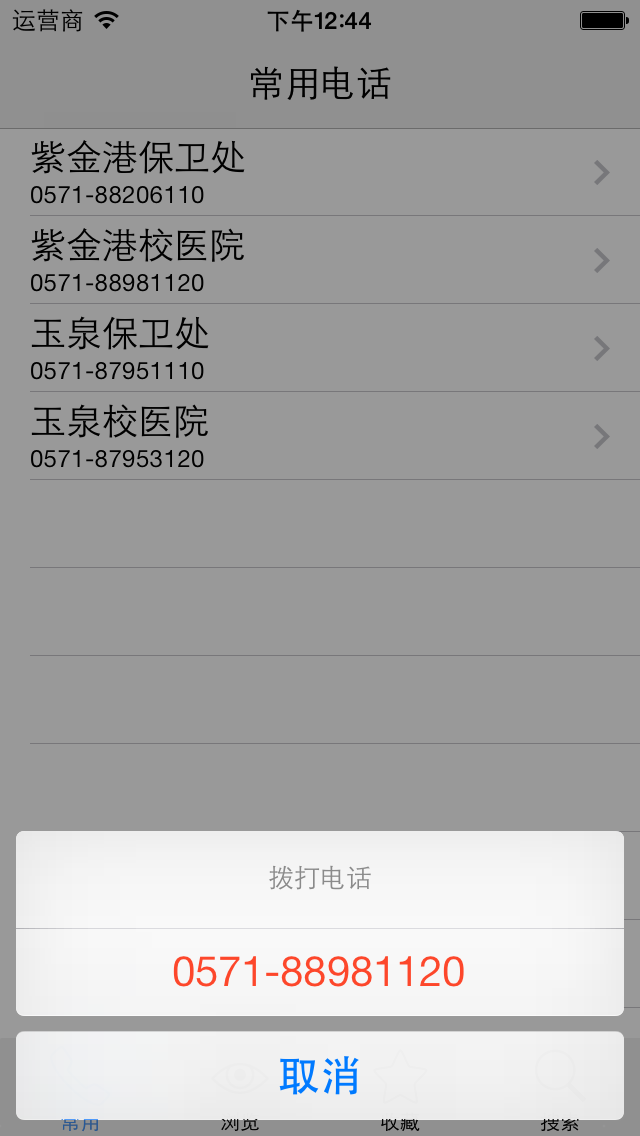 运营商 下午12:44
常用电话
紫金港保卫处
0571-88206110
紫金港校医院
0571-88981120
玉泉保卫处
0571-87951110
玉泉校医院
0571-87953120
拨打电话
0571-88981120
取消
常用 浏览 收藏 搜索